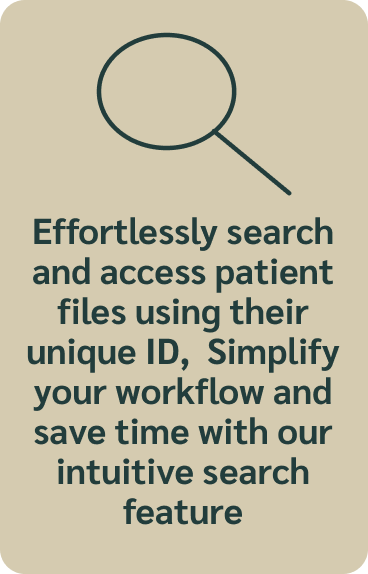 Effortlessly search
and access patient
files using their
unique ID,  Simplify
your workflow and
save time with our
intuitive search
feature